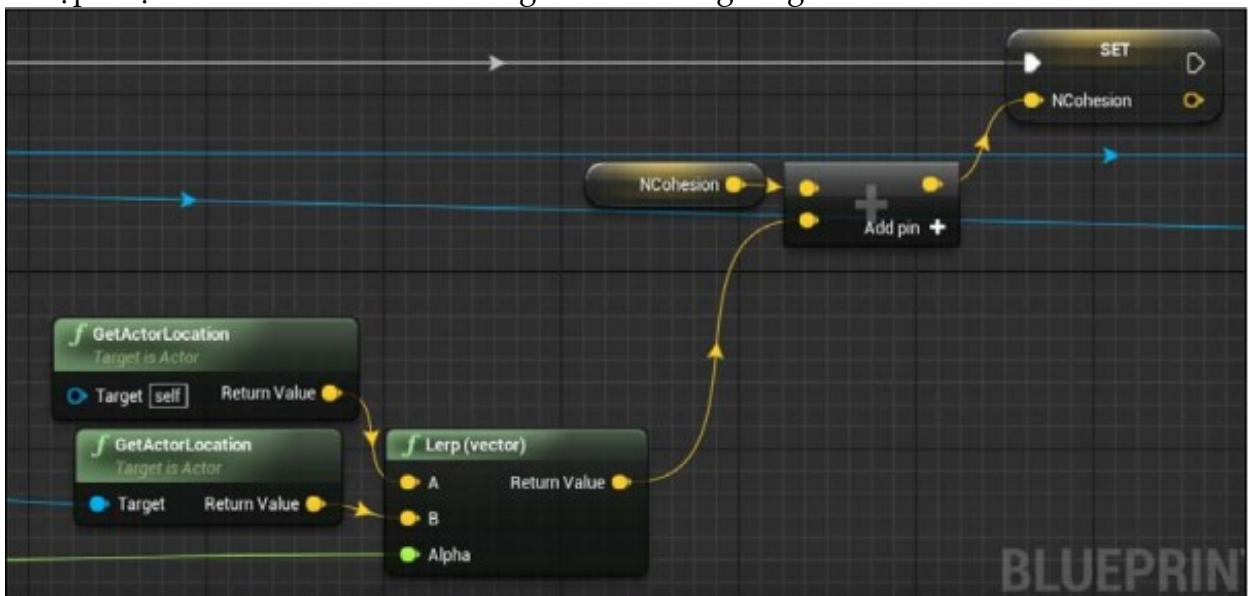 SET
NCohesion
NCohesion
Add pin
GetActorLocation
Target is Actor
Target self Return Value
GetActorLocation
Target is Actor
Target Return Value
Lerp (vector)
A Return Value
B
Alpha